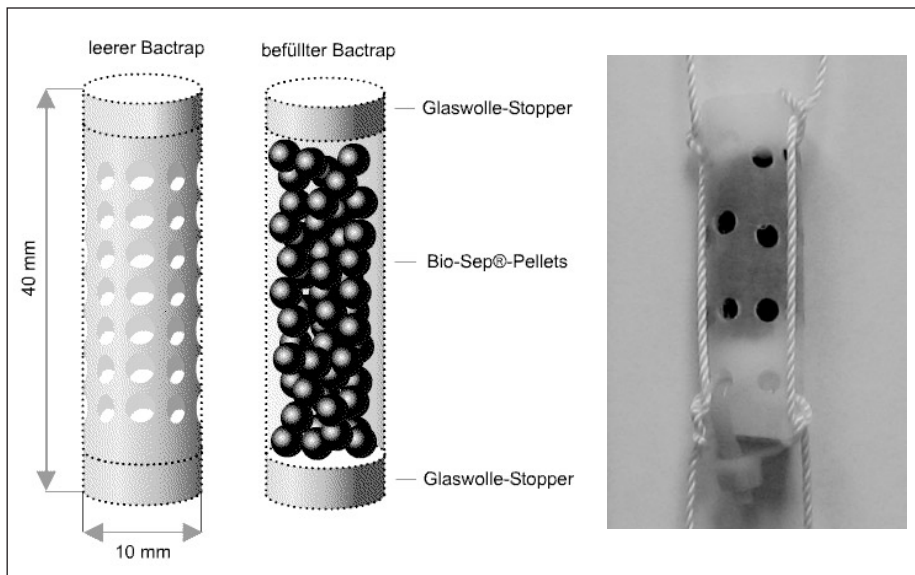 leerer Bactrap
befüllter Bactrap
Glaswolle-Stopper
40 mm
Bio-Sep®-Pellets
Glaswolle-Stopper
10 mm